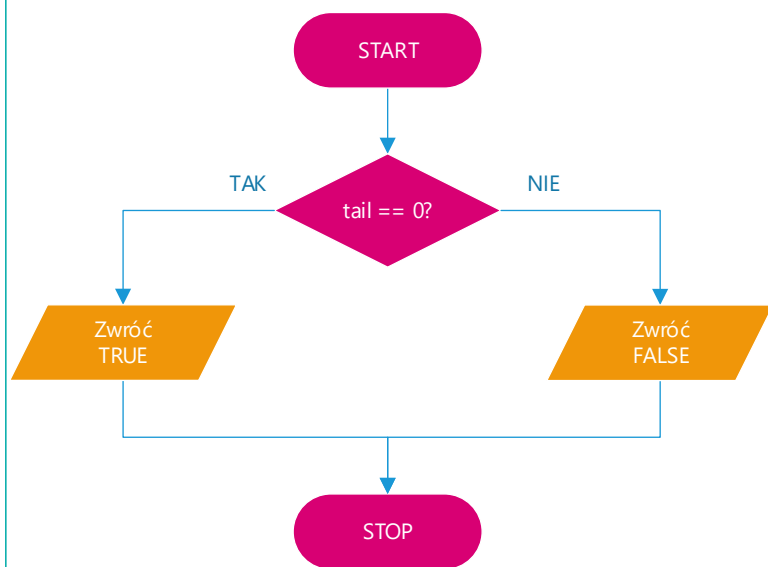 START
TAK
NIE
tail == 0?
Zwróć
TRUE
Zwróć
FALSE
STOP